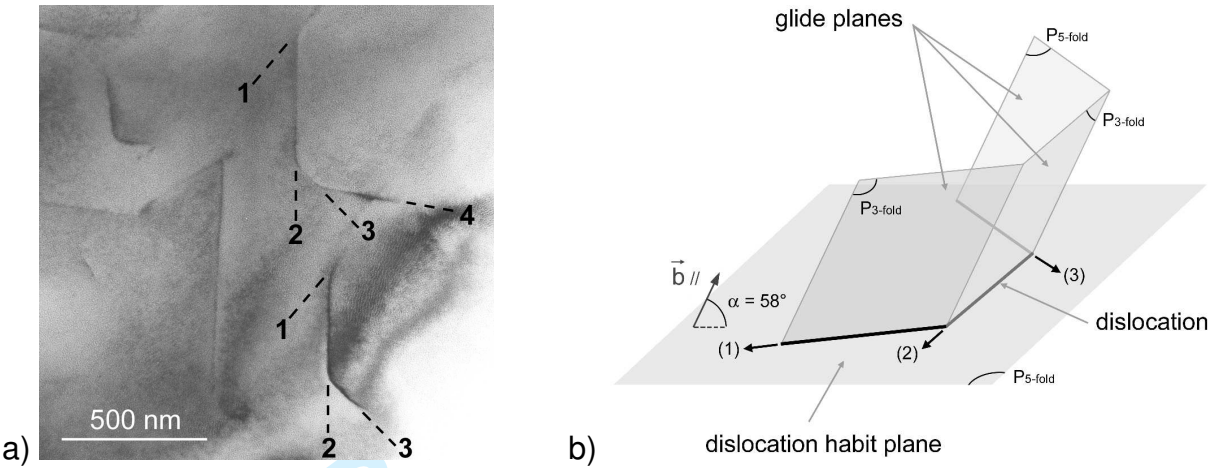 1
2
3
4
1
2
3
500 nm
a)
glide planes
P5-fold
P3-fold
P3-fold
b // α = 58°
(1)
(2)
(3)
dislocation
P5-fold
dislocation habit plane
b)